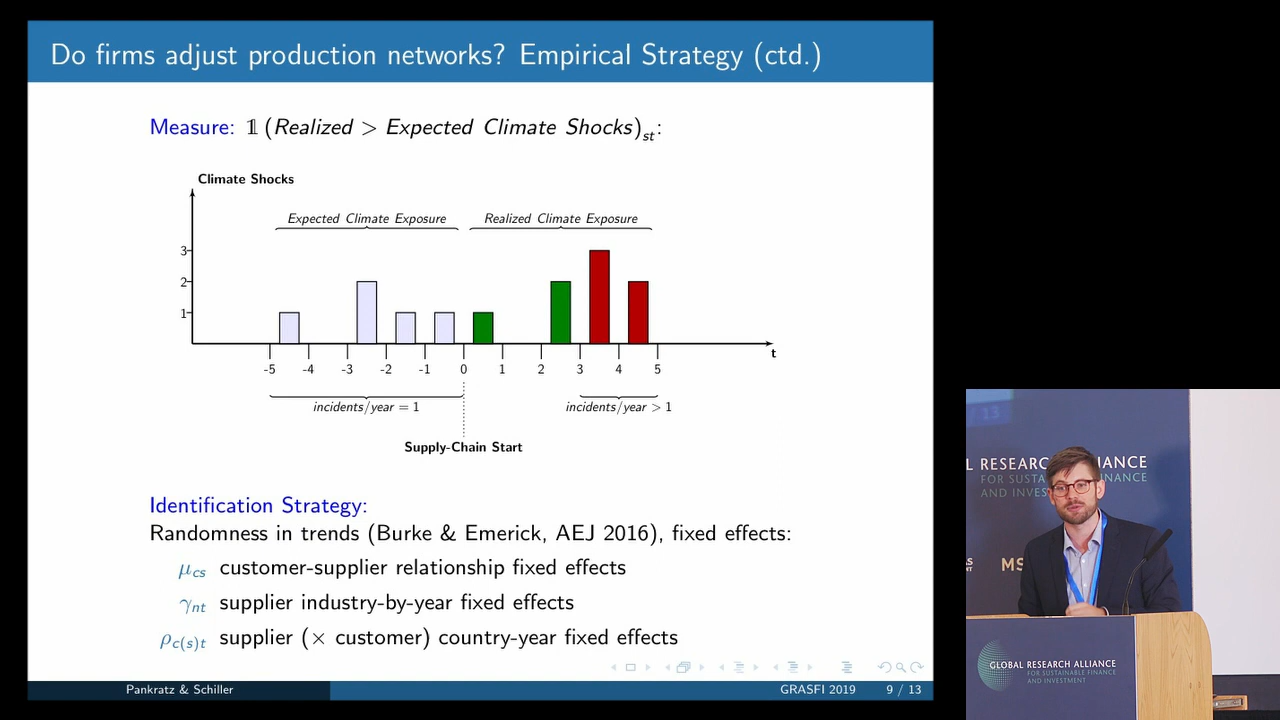 Do firms adjust production networks? Empirical Strategy (ctd.)
Measure: 𝟙 (Realized > Expected Climate Shocks)st:
Climate Shocks
Expected Climate Exposure
Realized Climate Exposure
3
2
1
-5 -4 -3 -2 -1 0 1 2 3 4 5
t
incidents/year = 1
incidents/year > 1
Supply-Chain Start
Identification Strategy:
Randomness in trends (Burke & Emerick, AEJ 2016), fixed effects:
μcs customer-supplier relationship fixed effects
γnt supplier industry-by-year fixed effects
ρc(s)t supplier (× customer) country-year fixed effects
Pankratz & Schiller
GRASFI 2019
9 / 13
/ 13
L RESEARCH ALLIANCE
FOR SUSTA FINANCE
AND INVES
MS
GLOBAL RESEARCH ALLIANCE
FOR SUSTAINABLE FINANCE
AND INVESTMENT